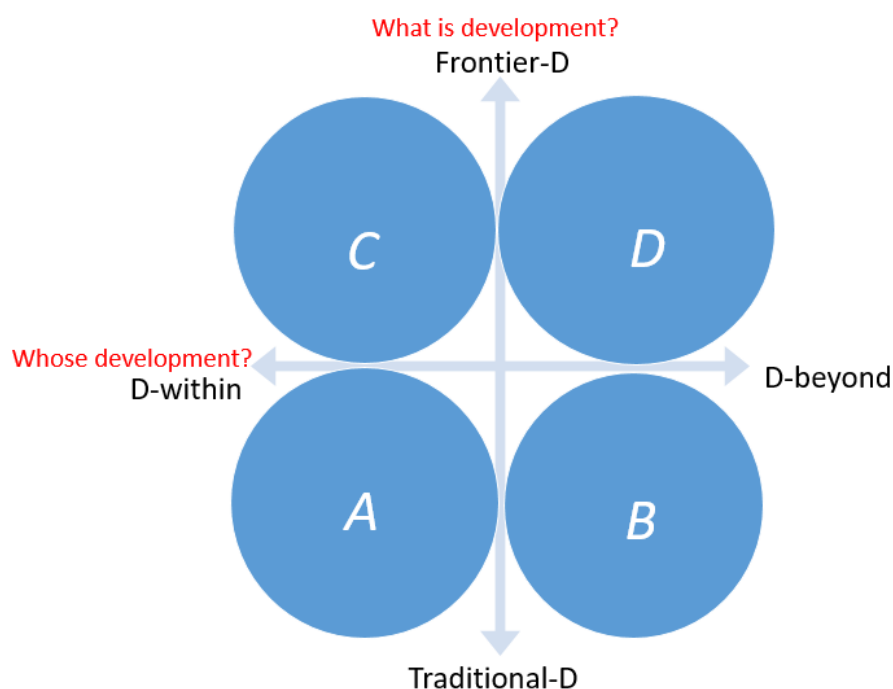 What is development?
Frontier-D
C
D
Whose development?
D-within
D-beyond
A
B
Traditional-D